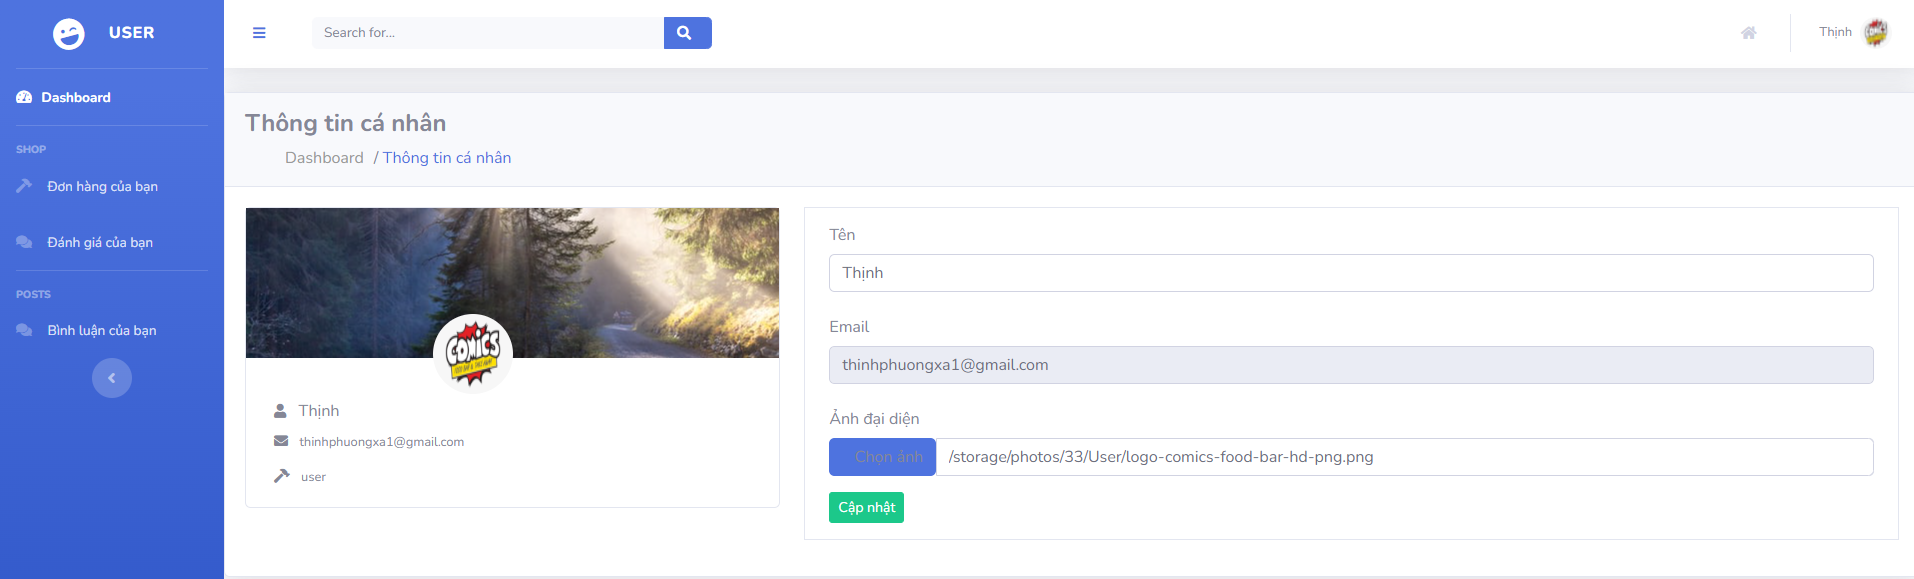 USER
Search for...
Thịnh
Dashboard
SHOP
Đơn hàng của bạn
Đánh giá của bạn
POSTS
Bình luận của bạn
Thông tin cá nhân
Dashboard / Thông tin cá nhân
COMICS
Thịnh
thinhphuongxa1@gmail.com
user
Tên
Thịnh
Email
thinhphuongxa1@gmail.com
Ảnh đại diện
Chọn ảnh /storage/photos/33/User/logo-comics-food-bar-hd-png.png
Cập nhật